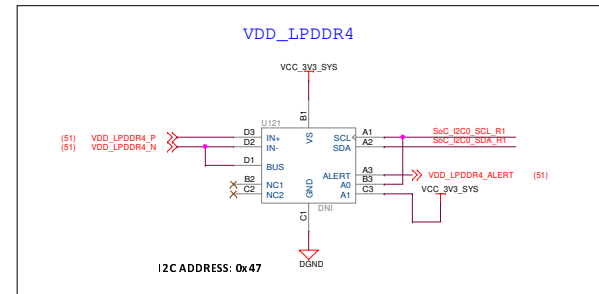 VDD_LPDDR4
VCC_3V3_SYS
U121
B1
VS
(51) VDD_LPDDR4_P
D3
IN+
SCL
A1
SoC_I2C0_SCL_R1
(51) VDD_LPDDR4_N
D2
IN-
SDA
A2
SoC_I2C0_SDA_R1
D1
BUS
ALERT
A3
VDD_LPDDR4_ALERT (51)
B2
NC1
A0
B3
C2
NC2
A1
C3
VCC_3V3_SYS
GND
C1
DNI
DGND
I2C ADDRESS: 0x47